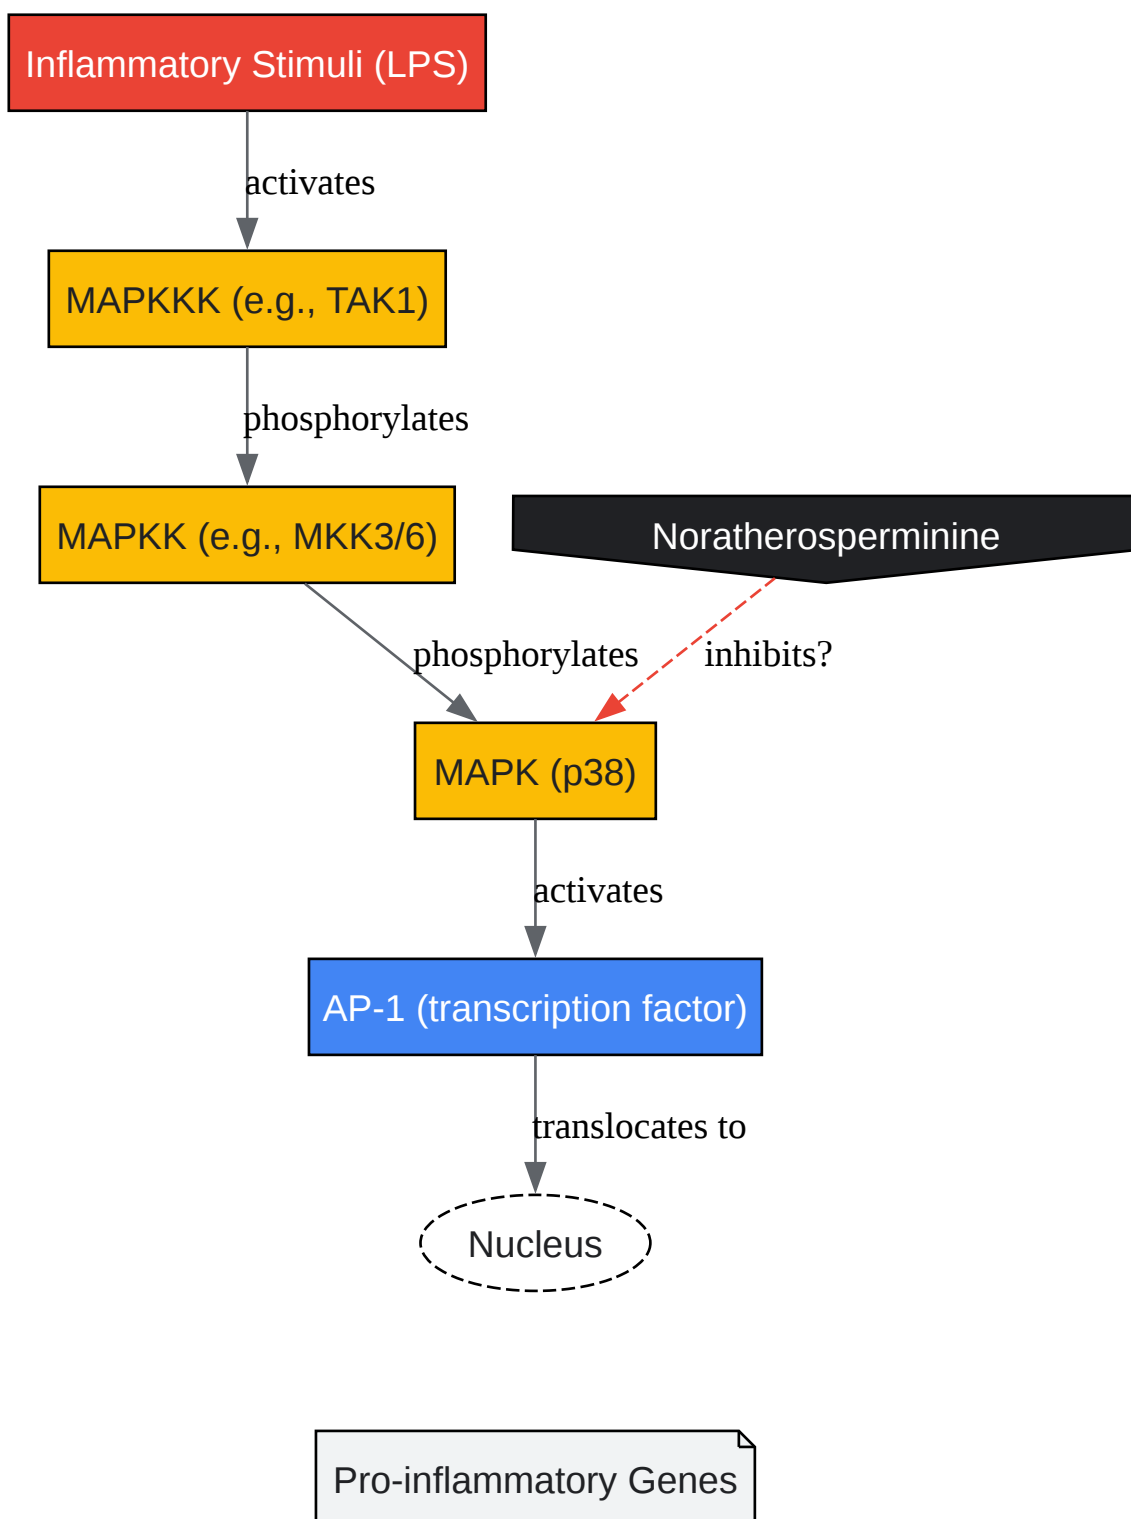 Inflammatory Stimuli (LPS)
activates
MAPKKK (e.g., TAK1)
phosphorylates
MAPKK (e.g., MKK3/6)
Noratherosperminine
phosphorylates
inhibits?
MAPK (p38)
activates
AP-1 (transcription factor)
translocates to
Nucleus
Pro-inflammatory Genes